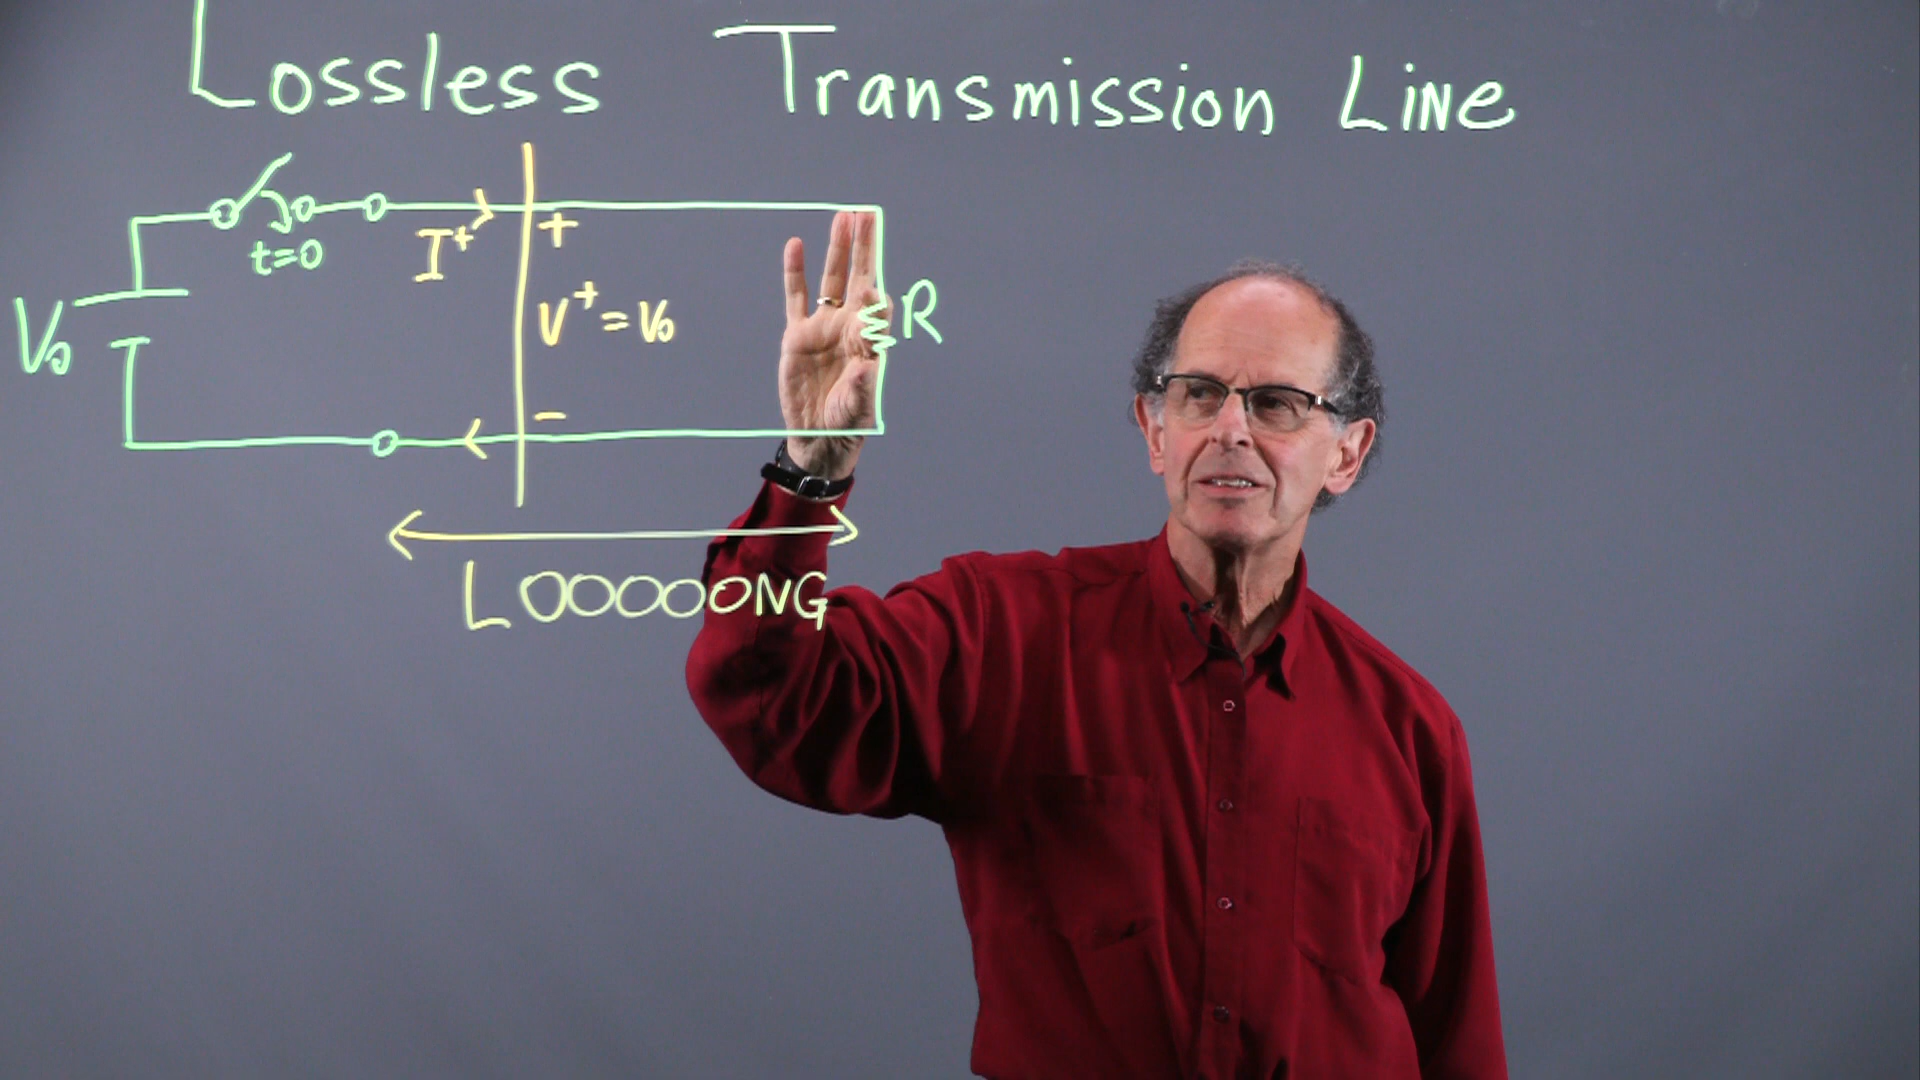 Lossless Transmission Line
t=0
I⁺
+
V₀
V⁺ = V₀
R
-
LOOOOONG